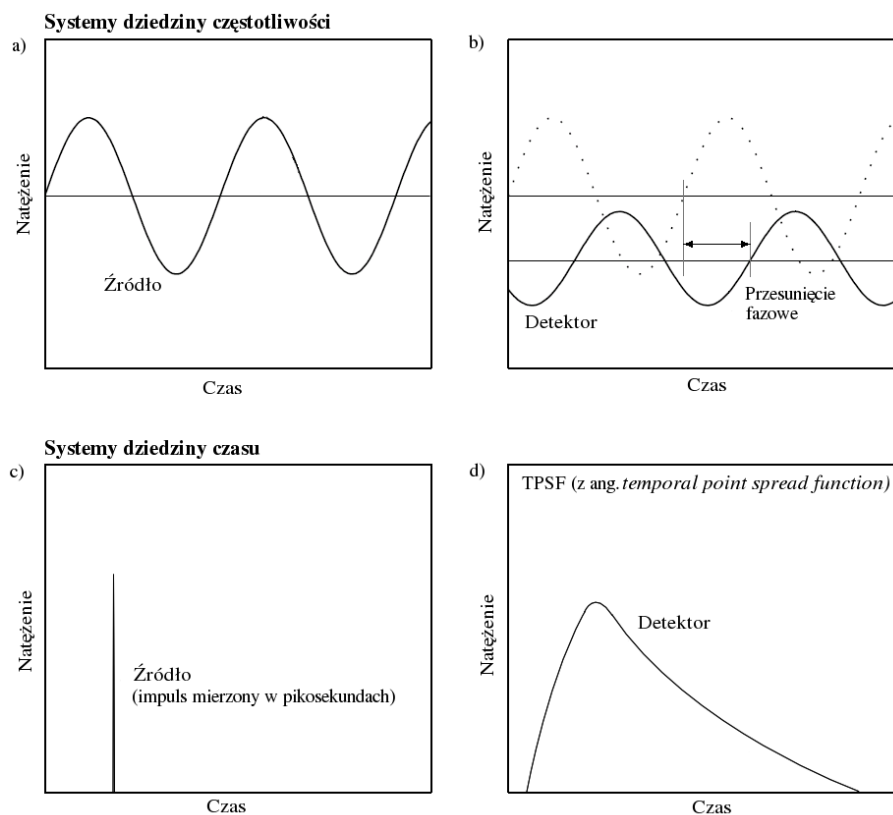 Systemy dziedziny częstotliwości
a)
Natężenie
Źródło
Czas
b)
Natężenie
Detektor
Przesunięcie
fazowe
Czas
Systemy dziedziny czasu
c)
Natężenie
Źródło
(impuls mierzony w pikosekundach)
Czas
d)
TPSF (z ang. temporal point spread function)
Natężenie
Detektor
Czas